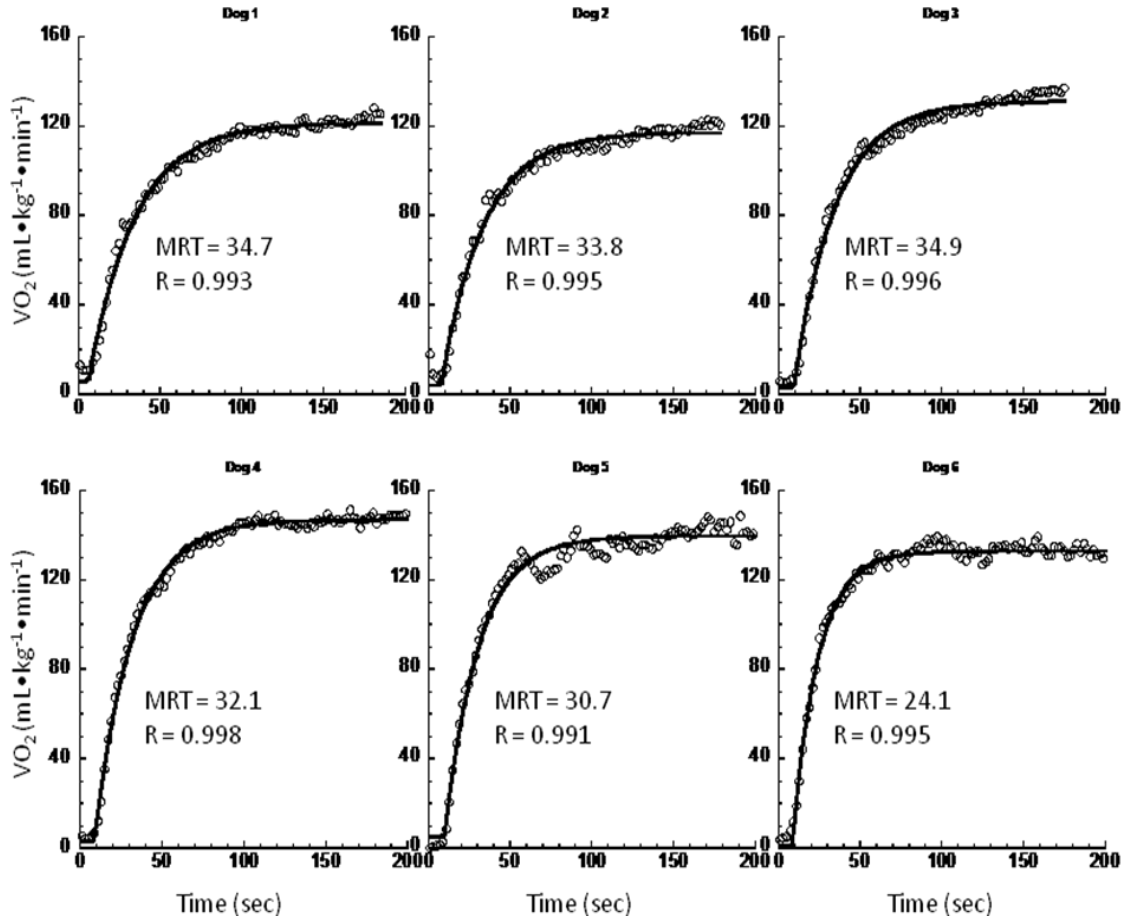 Dog 1
Dog 2
Dog 3
160
120
80
40
0
0 50 100 150 200
160
120
80
40
0
0 50 100 150 200
160
120
80
40
0
0 50 100 150 200
VO₂ (mL•kg⁻¹•min⁻¹)
MRT = 34.7
R = 0.993
MRT = 33.8
R = 0.995
MRT = 34.9
R = 0.996
Dog 4
Dog 5
Dog 6
160
120
80
40
0
0 50 100 150 200
160
120
80
40
0
0 50 100 150 200
160
120
80
40
0
0 50 100 150 200
VO₂ (mL•kg⁻¹•min⁻¹)
MRT = 32.1
R = 0.998
MRT = 30.7
R = 0.991
MRT = 24.1
R = 0.995
Time (sec)
Time (sec)
Time (sec)